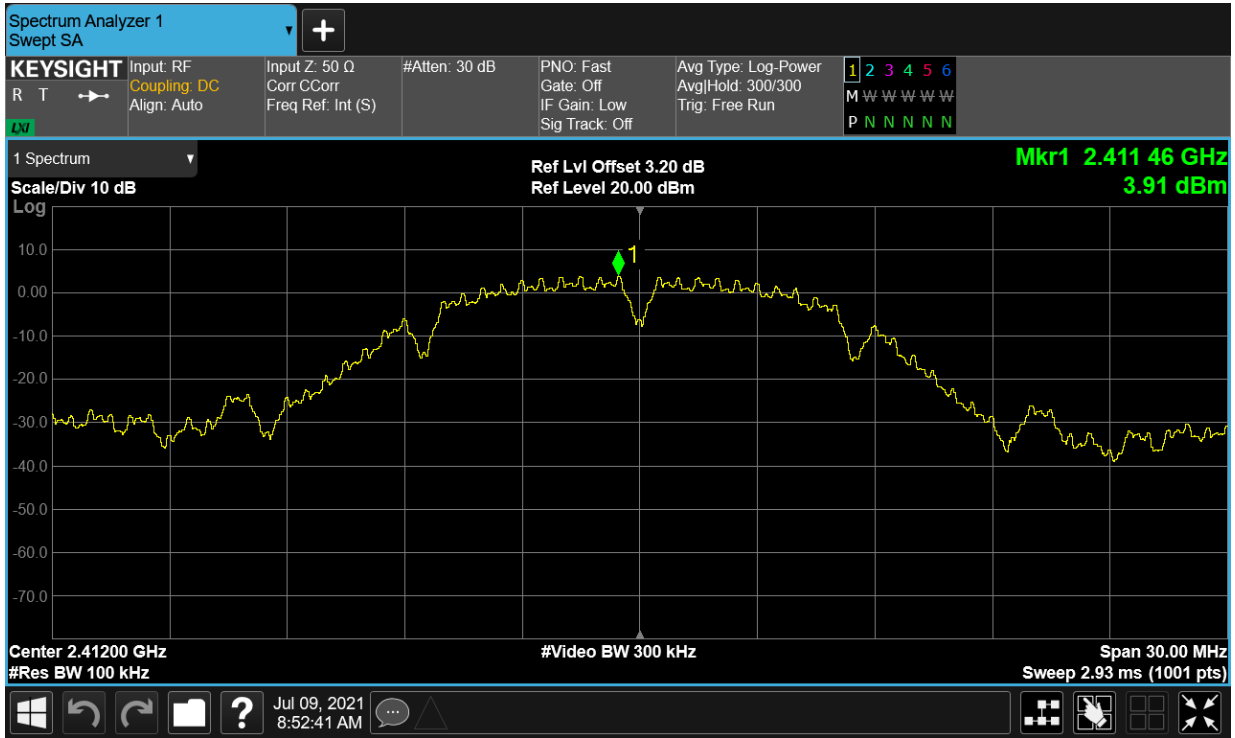 Spectrum Analyzer 1
Swept SA
▼
+
KEYSIGHT
R T
LXI
Input: RF
Coupling: DC
Align: Auto
Input Z: 50 Ω
Corr CCorr
Freq Ref: Int (S)
#Atten: 30 dB
PNO: Fast
Gate: Off
IF Gain: Low
Sig Track: Off
Avg Type: Log-Power
Avg|Hold: 300/300
Trig: Free Run
1 2 3 4 5 6
M W W W W W
P N N N N N
1 Spectrum ▼
Scale/Div 10 dB
Log
Ref Lvl Offset 3.20 dB
Ref Level 20.00 dBm
Mkr1 2.411 46 GHz
3.91 dBm
1
10.0
0.00
-10.0
-20.0
-30.0
-40.0
-50.0
-60.0
-70.0
Center 2.41200 GHz
#Res BW 100 kHz
#Video BW 300 kHz
Span 30.00 MHz
Sweep 2.93 ms (1001 pts)
?
Jul 09, 2021
8:52:41 AM